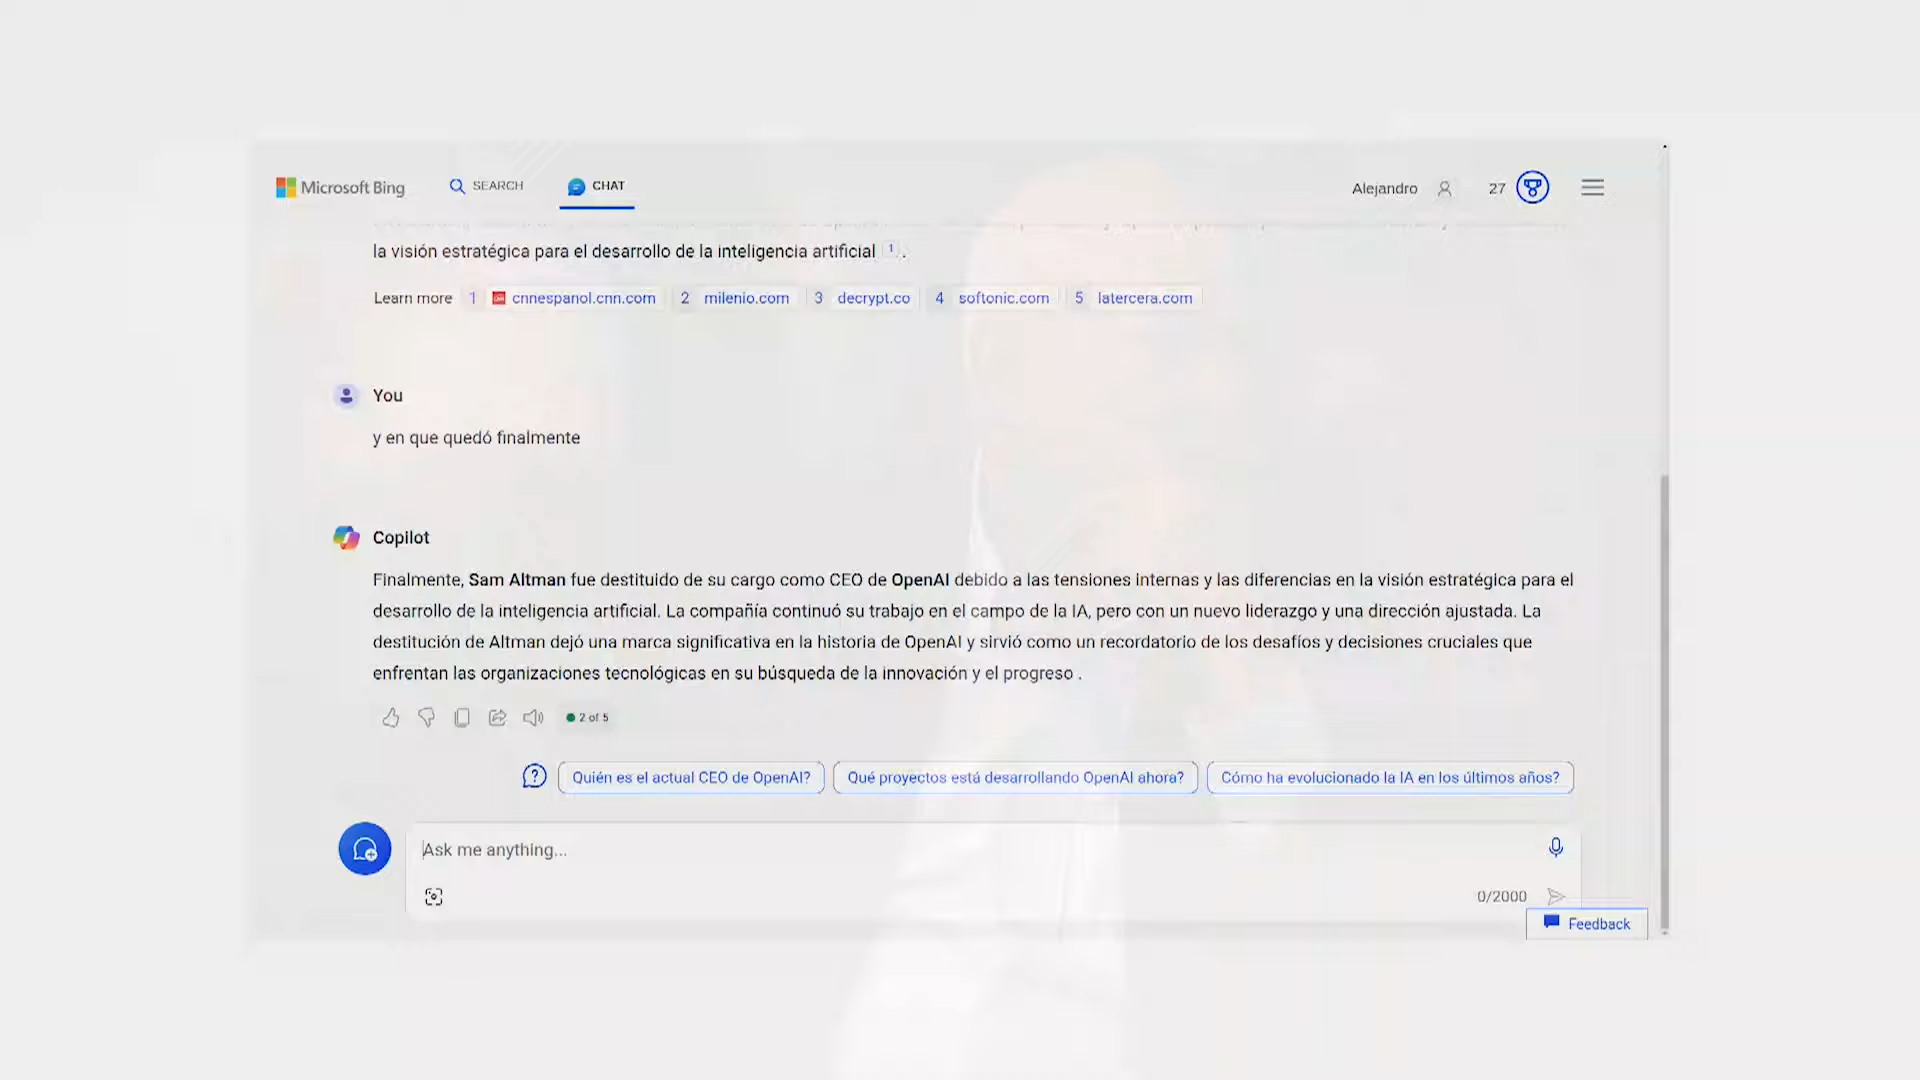 Microsoft Bing SEARCH CHAT Alejandro 27
la visión estratégica para el desarrollo de la inteligencia artificial 1 .
Learn more 1 cnnespanol.cnn.com 2 milenio.com 3 decrypt.co 4 softonic.com 5 latercera.com
You
y en que quedó finalmente
Copilot
Finalmente, Sam Altman fue destituido de su cargo como CEO de OpenAI debido a las tensiones internas y las diferencias en la visión estratégica para el
desarrollo de la inteligencia artificial. La compañía continuó su trabajo en el campo de la IA, pero con un nuevo liderazgo y una dirección ajustada. La
destitución de Altman dejó una marca significativa en la historia de OpenAI y sirvió como un recordatorio de los desafíos y decisiones cruciales que
enfrentan las organizaciones tecnológicas en su búsqueda de la innovación y el progreso .
2 of 5
Quién es el actual CEO de OpenAI? Qué proyectos está desarrollando OpenAI ahora? Cómo ha evolucionado la IA en los últimos años?
Ask me anything...
0/2000
Feedback